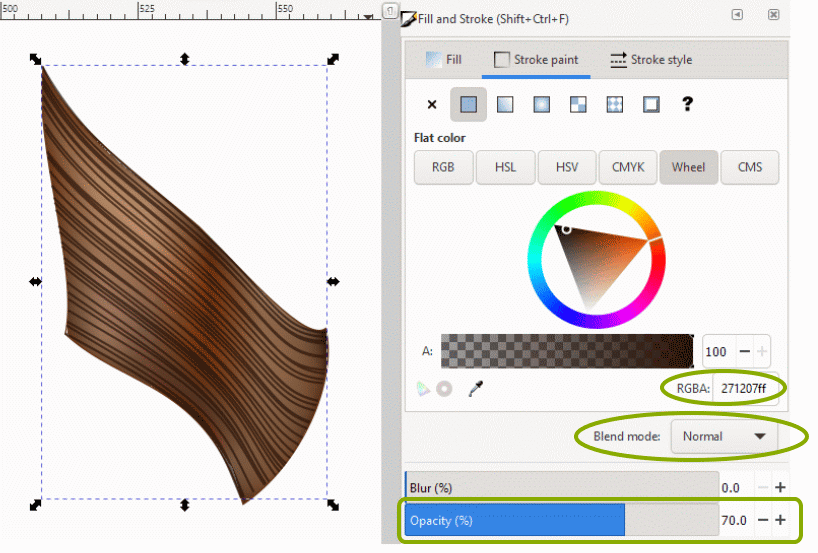 500 525 550
Fill and Stroke (Shift+Ctrl+F)
Fill Stroke paint Stroke style
?
Flat color
RGB HSL HSV CMYK Wheel CMS
A: 100
RGBA: 271207ff
Blend mode: Normal
Blur (%) 0.0
Opacity (%) 70.0